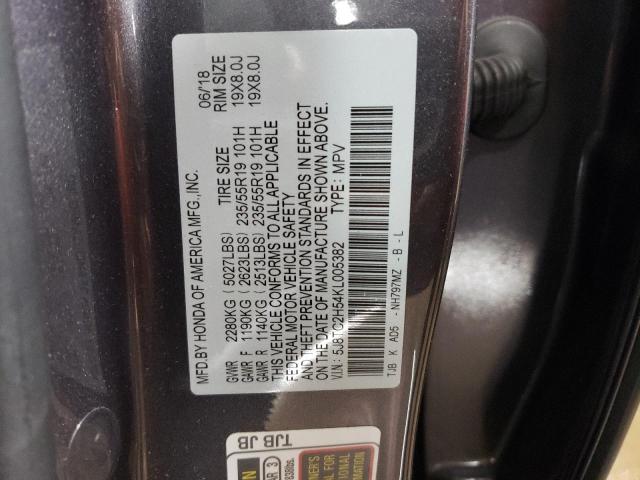 MFD.BY HONDA OF AMERICA MFG.,INC. 06/'18
TIRE SIZE RIM SIZE
GVWR 2280KG (5027LBS)
GAWR F 1190KG (2623LBS) 235/55R19 101H 19X8.0J
GAWR R 1140KG (2513LBS) 235/55R19 101H 19X8.0J
THIS VEHICLE CONFORMS TO ALL APPLICABLE
FEDERAL MOTOR VEHICLE SAFETY
AND THEFT PREVENTION STANDARDS IN EFFECT
ON THE DATE OF MANUFACTURE SHOWN ABOVE.
V.I.N.: 5J8TC2H54KL005382 TYPE: MPV
TJB K AD5 - NH797MZ - B - L
TJB JB